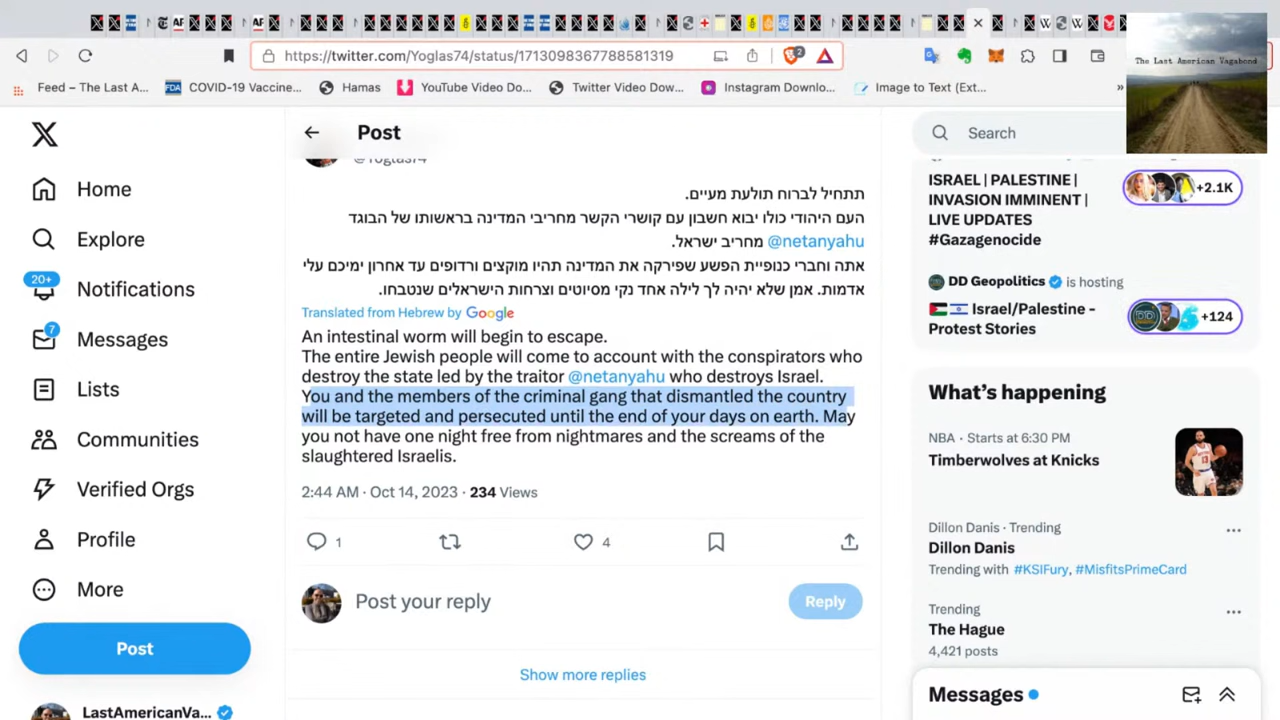 https://twitter.com/Yoglas74/status/1713098367788581319
2
Feed – The Last A...
FDA
COVID-19 Vaccine...
Hamas
YouTube Video Do...
Twitter Video Dow...
Instagram Downlo...
Image to Text (Ext...
»
The Last American Vagabond
Home
Explore
20+
Notifications
7
Messages
Lists
Communities
Verified Orgs
Profile
More
Post
LastAmericanVa...
Post
@Yoglas74
תתחיל לברוח תולעת מעיים.
העם היהודי כולו יבוא חשבון עם קושרי הקשר מחריבי המדינה בראשותו של הבוגד
@netanyahu מחריב ישראל.
אתה וחברי כנופיית הפשע שפירקה את המדינה תהיו מוקצים ורדופים עד אחרון ימיכם עלי
אדמות. אמן שלא יהיה לך לילה אחד נקי מסיוטים וצרחות הישראלים שנטבחו.
Translated from Hebrew by Google
An intestinal worm will begin to escape.
The entire Jewish people will come to account with the conspirators who
destroy the state led by the traitor @netanyahu who destroys Israel.
You and the members of the criminal gang that dismantled the country
will be targeted and persecuted until the end of your days on earth. May
you not have one night free from nightmares and the screams of the
slaughtered Israelis.
2:44 AM · Oct 14, 2023 · 234 Views
1
4
Post your reply
Reply
Show more replies
Search
ISRAEL | PALESTINE |
INVASION IMMINENT |
LIVE UPDATES
#Gazagenocide
+2.1K
DD Geopolitics is hosting
Israel/Palestine -
Protest Stories
+124
What's happening
NBA · Starts at 6:30 PM
Timberwolves at Knicks
Dillon Danis · Trending
Dillon Danis
Trending with #KSIFury, #MisfitsPrimeCard
Trending
The Hague
4,421 posts
Messages